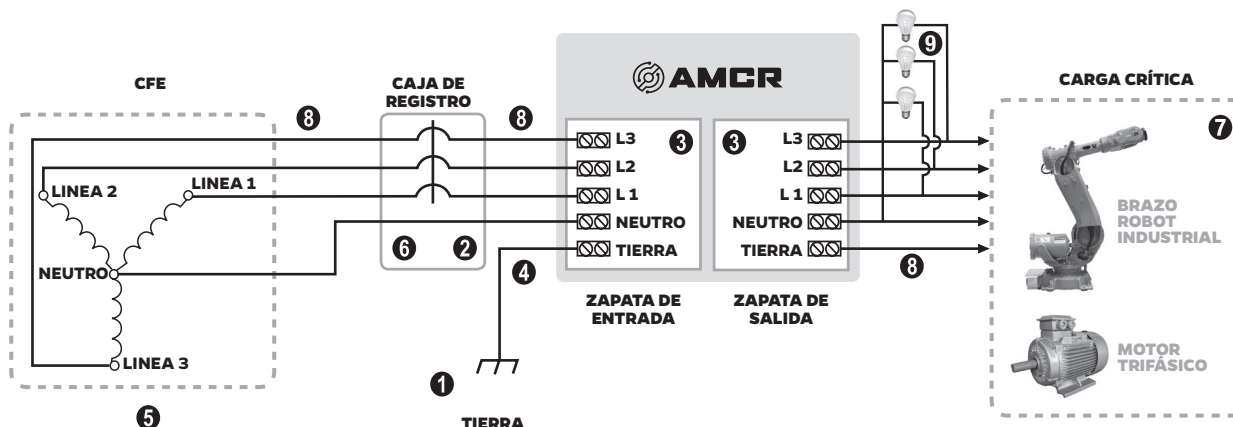 CFE
8
CAJA DE
REGISTRO
8
AMCR
9
CARGA CRÍTICA
7
LINEA 2
LINEA 1
NEUTRO
LINEA 3
5
6
2
4
1
TIERRA
L3
L2
L 1
NEUTRO
TIERRA
3
3
L3
L2
L 1
NEUTRO
TIERRA
ZAPATA DE
ENTRADA
ZAPATA DE
SALIDA
8
BRAZO
ROBOT
INDUSTRIAL
MOTOR
TRIFÁSICO